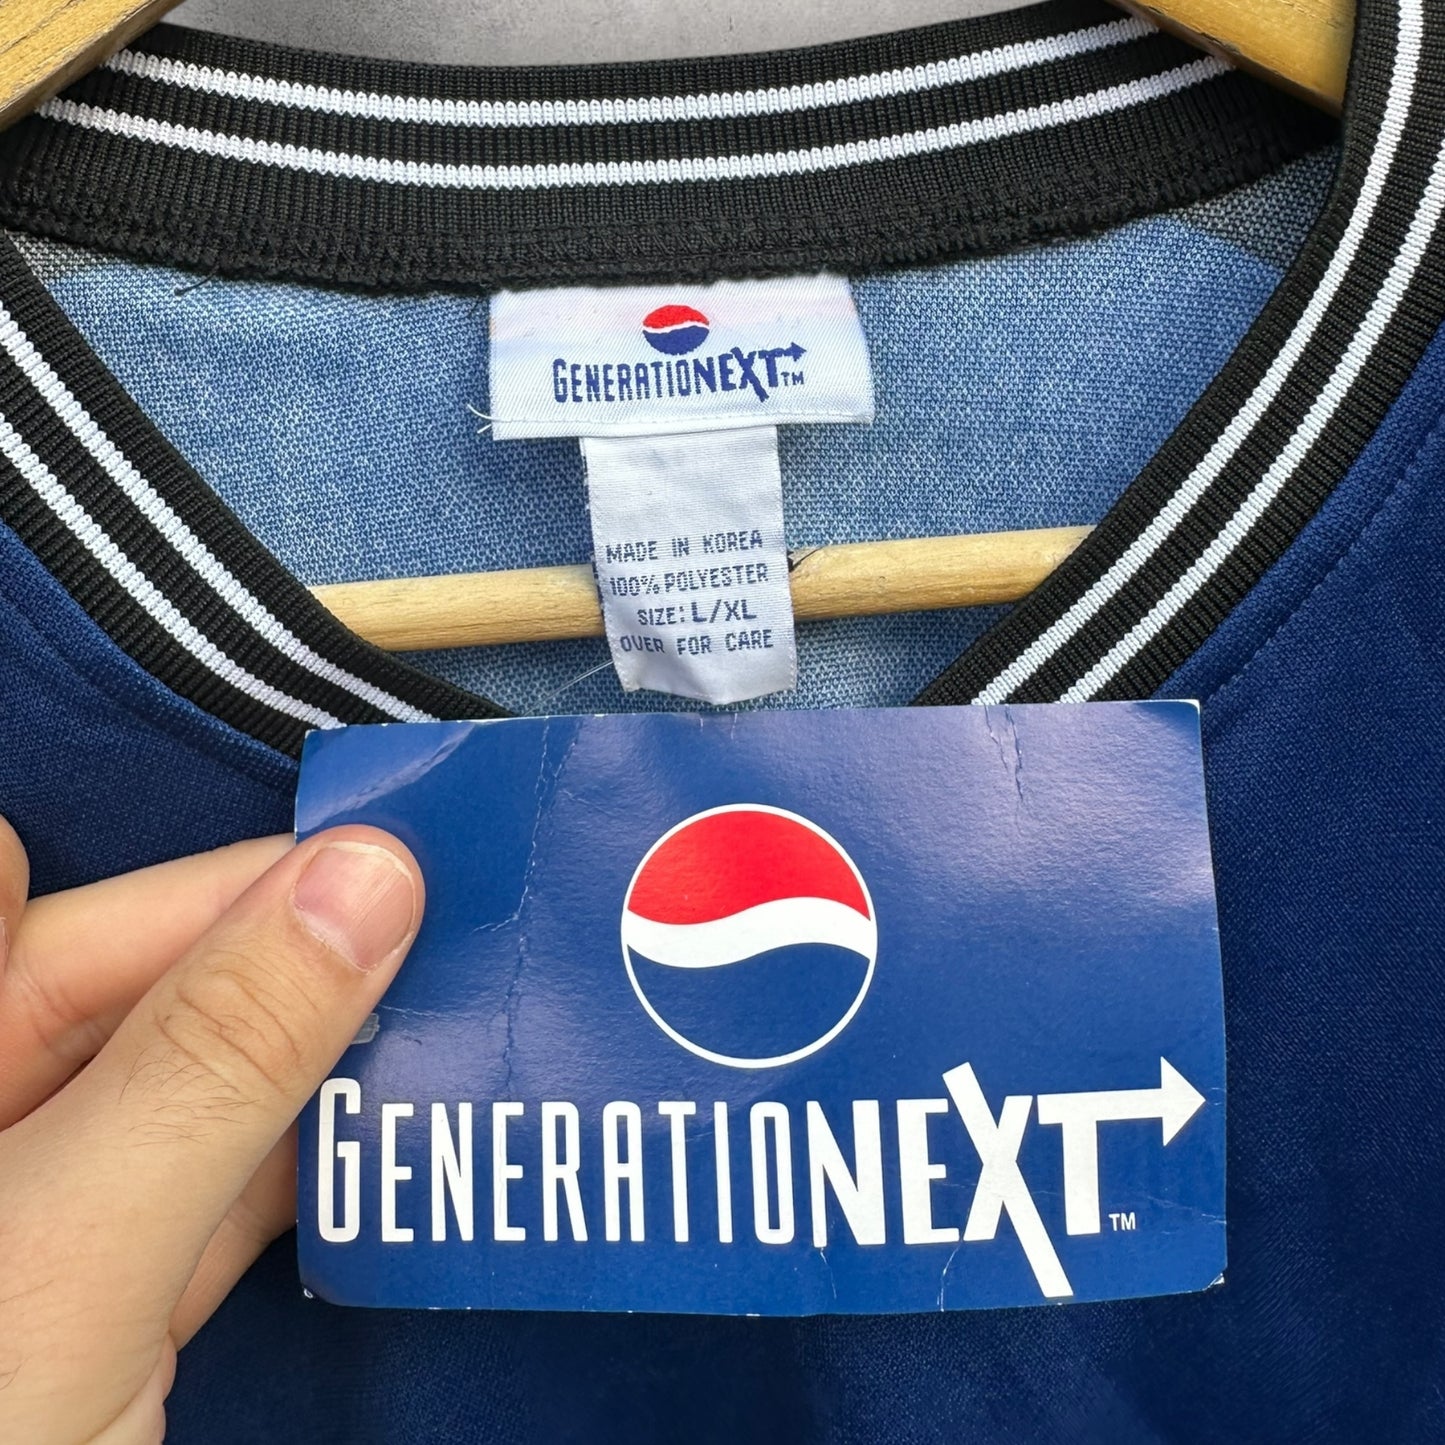 GENERATIONEXT™
MADE IN KOREA
100% POLYESTER
SIZE: L/XL
OVER FOR CARE
GENERATIONEXT™